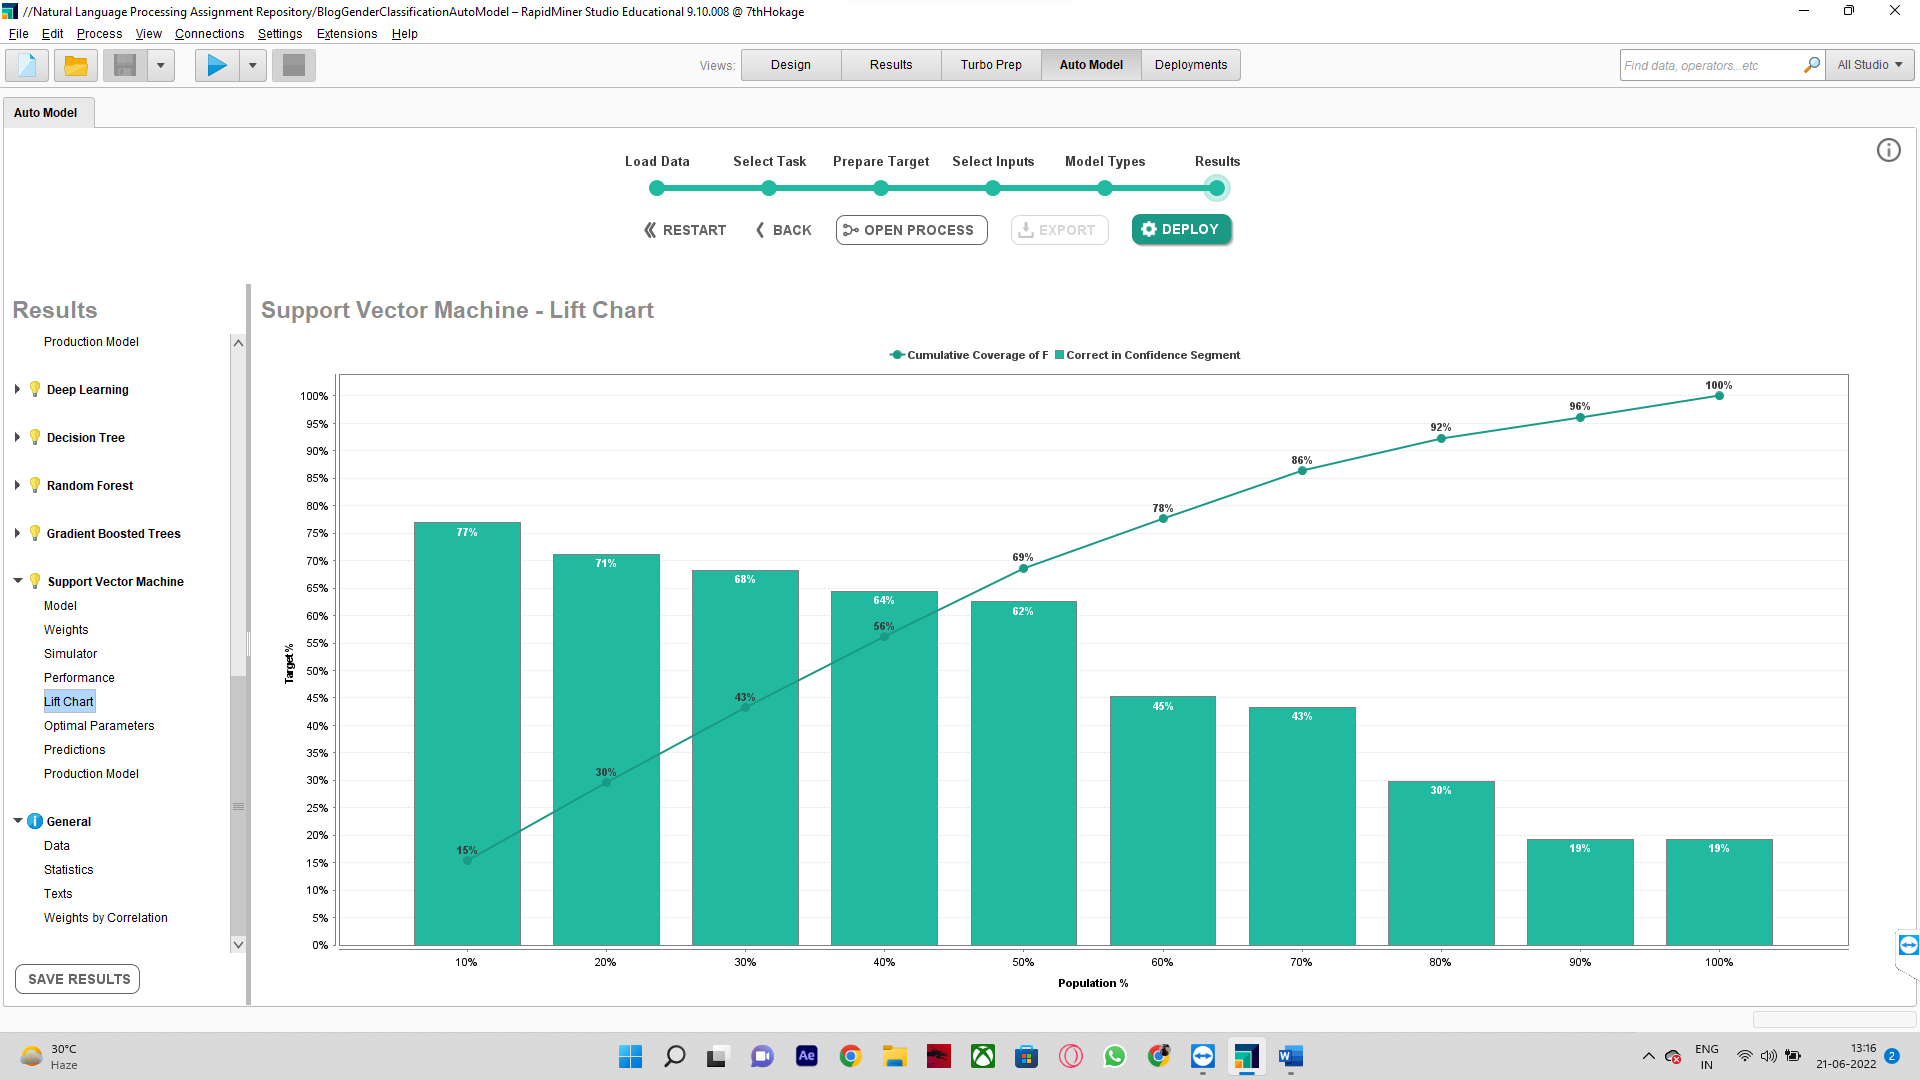 //Natural Language Processing Assignment Repository/BlogGenderClassificationAutoModel – RapidMiner Studio Educational 9.10.008 @ 7thHokage
File Edit Process View Connections Settings Extensions Help
Views: Design Results Turbo Prep Auto Model Deployments
Find data, operators...etc All Studio
Auto Model
Load Data Select Task Prepare Target Select Inputs Model Types Results
RESTART BACK OPEN PROCESS EXPORT DEPLOY
Results
Production Model
Deep Learning
Decision Tree
Random Forest
Gradient Boosted Trees
Support Vector Machine
Model
Weights
Simulator
Performance
Lift Chart
Optimal Parameters
Predictions
Production Model
General
Data
Statistics
Texts
Weights by Correlation
SAVE RESULTS
Support Vector Machine - Lift Chart
Cumulative Coverage of F Correct in Confidence Segment
Target %
100%
95%
90%
85%
80%
75%
70%
65%
60%
55%
50%
45%
40%
35%
30%
25%
20%
15%
10%
5%
0%
15% 30% 43% 56% 69% 78% 86% 92% 96% 100%
77% 71% 68% 64% 62% 45% 43% 30% 19% 19%
10% 20% 30% 40% 50% 60% 70% 80% 90% 100%
Population %
30°C
Haze
Ae
ENG
IN
13:16
21-06-2022
2